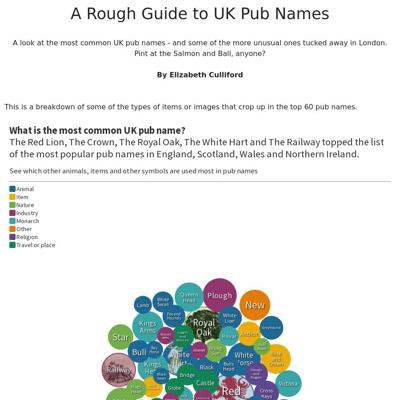 A Rough Guide to UK Pub Names
A look at the most common UK pub names - and some of the more unusual ones tucked away in London.
Pint at the Salmon and Ball, anyone?
By Elizabeth Culliford
This is a breakdown of some of the types of items or images that crop up in the top 60 pub names.
What is the most common UK pub name?
The Red Lion, The Crown, The Royal Oak, The White Hart and The Railway topped the list
of the most popular pub names in England, Scotland, Wales and Northern Ireland.
See which other animals, items and other symbols are used most in pub names
Animal
Item
Nature
Industry
Monarch
Other
Religion
Travel or place
Queens
Head
Plough
Lamb
White
Swan
New
Kings
Arms
Royal
Oak
White
Lion
Greyhound
Star
Royal
Anchor
Bull
White
Bulls
Head
Railway
Black
Bridge
Castle
Victoria
Globe
Red
Cross
Keys